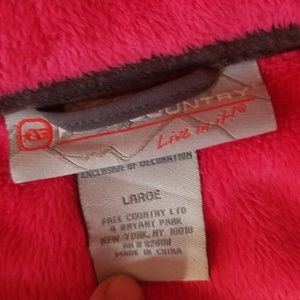 FREE COUNTRY
Live in it!®
EXCLUSIVE OF DECORATION
LARGE
FREE COUNTRY LTD
4 BRYANT PARK
NEW YORK, NY 10018
MADE IN CHINA